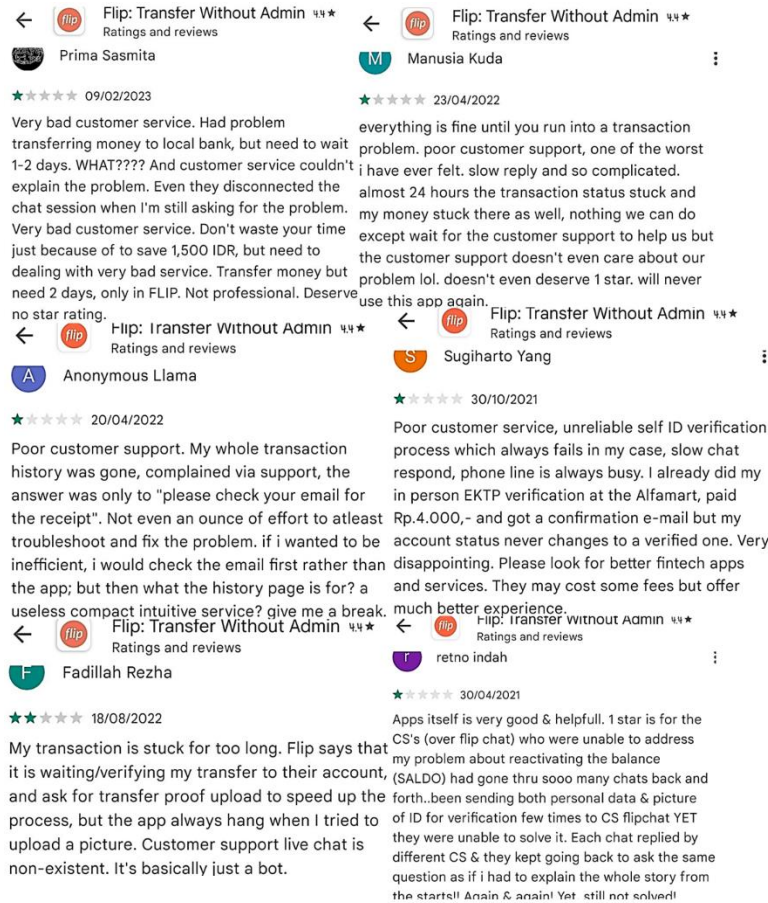 Flip: Transfer Without Admin 4.4★
Ratings and reviews
flip
Prima Sasmita
09/02/2023
Very bad customer service. Had problem
transferring money to local bank, but need to wait
1-2 days. WHAT???? And customer service couldn't
explain the problem. Even they disconnected the
chat session when I'm still asking for the problem.
Very bad customer service. Don't waste your time
just because of to save 1,500 IDR, but need to
dealing with very bad service. Transfer money but
need 2 days, only in FLIP. Not professional. Deserve
no star rating.
Flip: Transfer Without Admin 4.4★
Ratings and reviews
flip
M
Manusia Kuda
23/04/2022
everything is fine until you run into a transaction
problem. poor customer support, one of the worst
i have ever felt. slow reply and so complicated.
almost 24 hours the transaction status stuck and
my money stuck there as well, nothing we can do
except wait for the customer support to help us but
the customer support doesn't even care about our
problem lol. doesn't even deserve 1 star. will never
use this app again.
Flip: Transfer Without Admin 4.4★
Ratings and reviews
flip
A
Anonymous Llama
20/04/2022
Poor customer support. My whole transaction
history was gone, complained via support, the
answer was only to "please check your email for
the receipt". Not even an ounce of effort to atleast
troubleshoot and fix the problem. if i wanted to be
inefficient, i would check the email first rather than
the app; but then what the history page is for? a
useless compact intuitive service? give me a break.
Flip: Transfer Without Admin 4.4★
Ratings and reviews
flip
S
Sugiharto Yang
30/10/2021
Poor customer service, unreliable self ID verification
process which always fails in my case, slow chat
respond, phone line is always busy. I already did my
in person EKTP verification at the Alfamart, paid
Rp.4.000,- and got a confirmation e-mail but my
account status never changes to a verified one. Very
disappointing. Please look for better fintech apps
and services. They may cost some fees but offer
much better experience.
Flip: Transfer Without Admin 4.4★
Ratings and reviews
flip
F
Fadillah Rezha
18/08/2022
My transaction is stuck for too long. Flip says that
it is waiting/verifying my transfer to their account,
and ask for transfer proof upload to speed up the
process, but the app always hang when I tried to
upload a picture. Customer support live chat is
non-existent. It's basically just a bot.
Flip: Transfer Without Admin 4.4★
Ratings and reviews
flip
r
retno indah
30/04/2021
Apps itself is very good & helpfull. 1 star is for the
CS's (over flip chat) who were unable to address
my problem about reactivating the balance
(SALDO) had gone thru sooo many chats back and
forth..been sending both personal data & picture
of ID for verification few times to CS flipchat YET
they were unable to solve it. Each chat replied by
different CS & they kept going back to ask the same
question as if i had to explain the whole story from
the starts!! Again & again! Yet, still not solved!